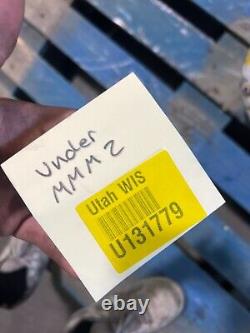 Under
MMM 2
Utah WIS
U131779